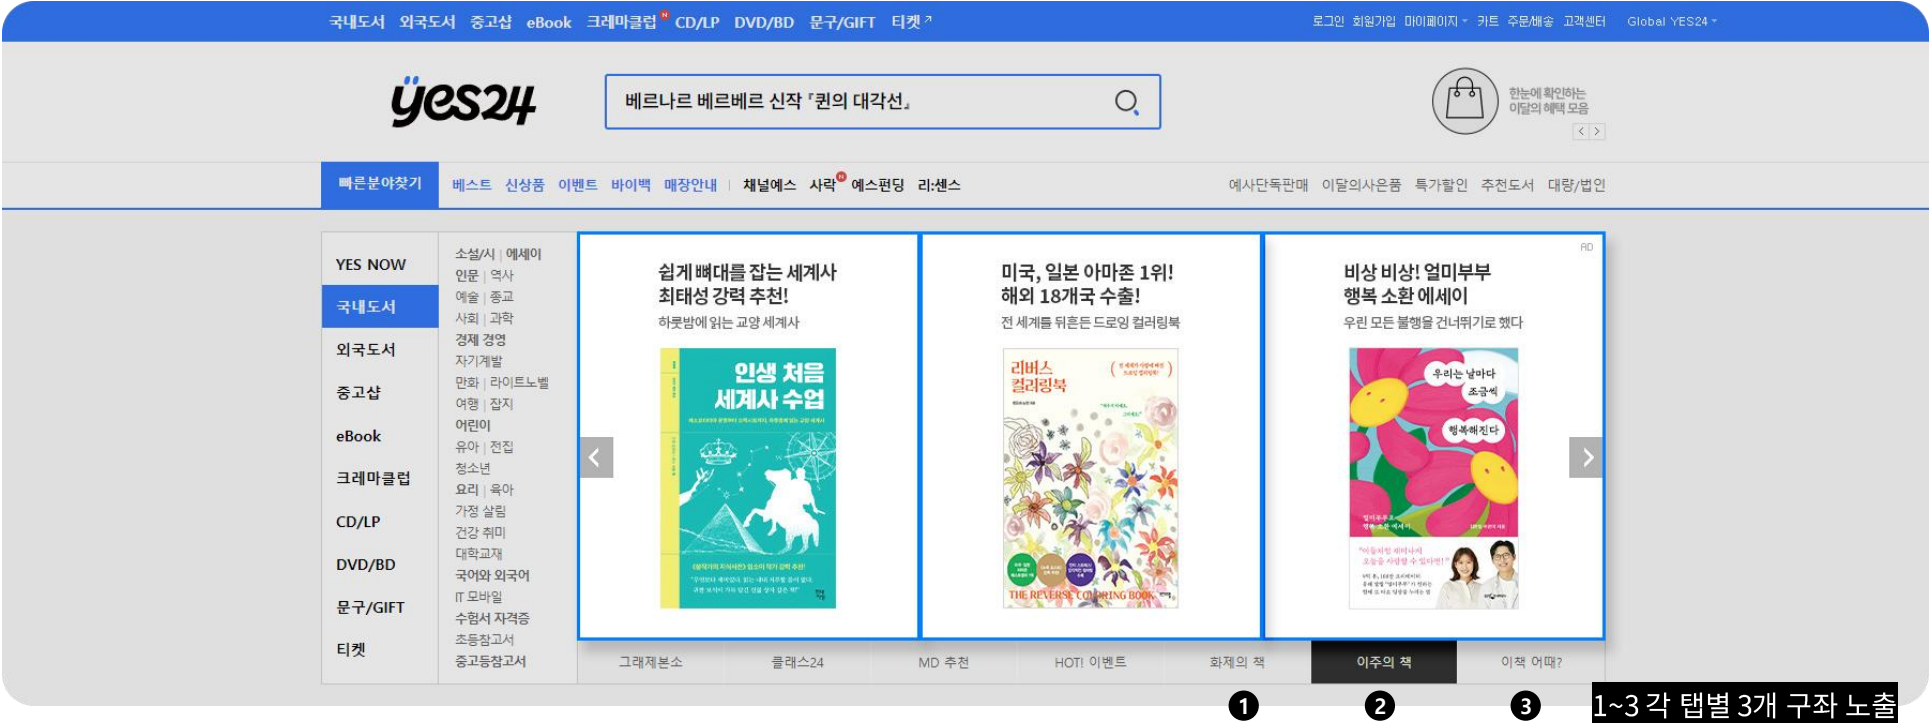 국내도서 외국도서 중고샵 eBook 크레마클럽 N CD/LP DVD/BD 문구/GIFT 티켓
로그인 회원가입 마이페이지 카트 주문/배송 고객센터 Global YES24
yes24
베르나르 베르베르 신작 『퀸의 대각선』
한눈에 확인하는
이달의 혜택 모음
빠른분야찾기
베스트 신상품 이벤트 바이백 매장안내 | 채널예스 사락 N 예스펀딩 리:센스
예사단독판매 이달의사은품 특가할인 추천도서 대량/법인
YES NOW
국내도서
외국도서
중고샵
eBook
크레마클럽
CD/LP
DVD/BD
문구/GIFT
티켓
소설/시 | 에세이
인문 | 역사
예술 | 종교
사회 | 과학
경제 경영
자기계발
만화 | 라이트노벨
여행 | 잡지
어린이
유아 | 전집
청소년
요리 | 육아
가정 살림
건강 취미
대학교재
국어와 외국어
IT 모바일
수험서 자격증
초등참고서
중고등참고서
쉽게 뼈대를 잡는 세계사
최태성 강력 추천!
하룻밤에 읽는 교양 세계사
인생 처음
세계사 수업
미국, 일본 아마존 1위!
해외 18개국 수출!
전 세계를 뒤흔든 드로잉 컬러링북
리버스
컬러링북
THE REVERSE COLORING BOOK
AD
비상 비상! 얼미부부
행복 소환 에세이
우린 모든 불행을 건너뛰기로 했다
우리는 날마다
조금씩
행복해진다
얼미부부의
행복 소환 에세이
그래제본소
클래스24
MD 추천
HOT! 이벤트
화제의 책
이주의 책
이책 어때?
1
2
3
1~3 각 탭별 3개 구좌 노출